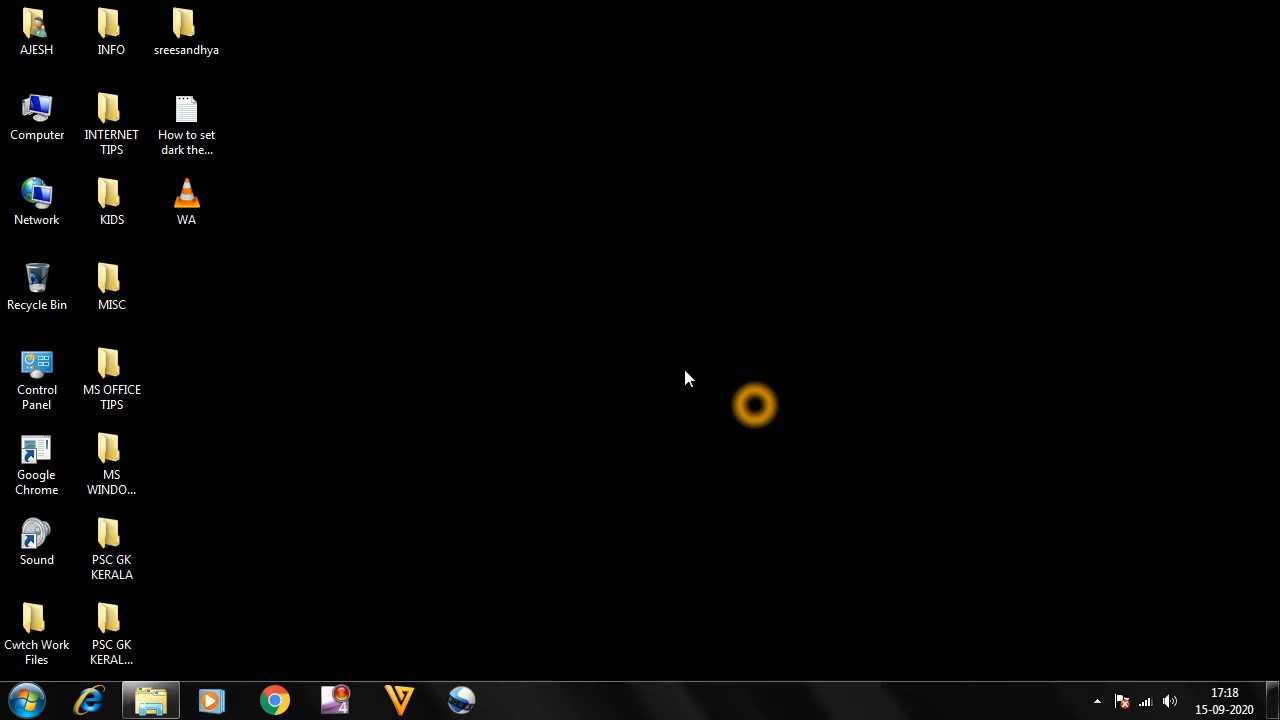 AJESH
INFO
sreesandhya
Computer
INTERNET
TIPS
How to set
dark the...
Network
KIDS
WA
Recycle Bin
MISC
Control
Panel
MS OFFICE
TIPS
Google
Chrome
MS
WINDO...
Sound
PSC GK
KERALA
Cwtch Work
Files
PSC GK
KERAL...
4
17:18
15-09-2020